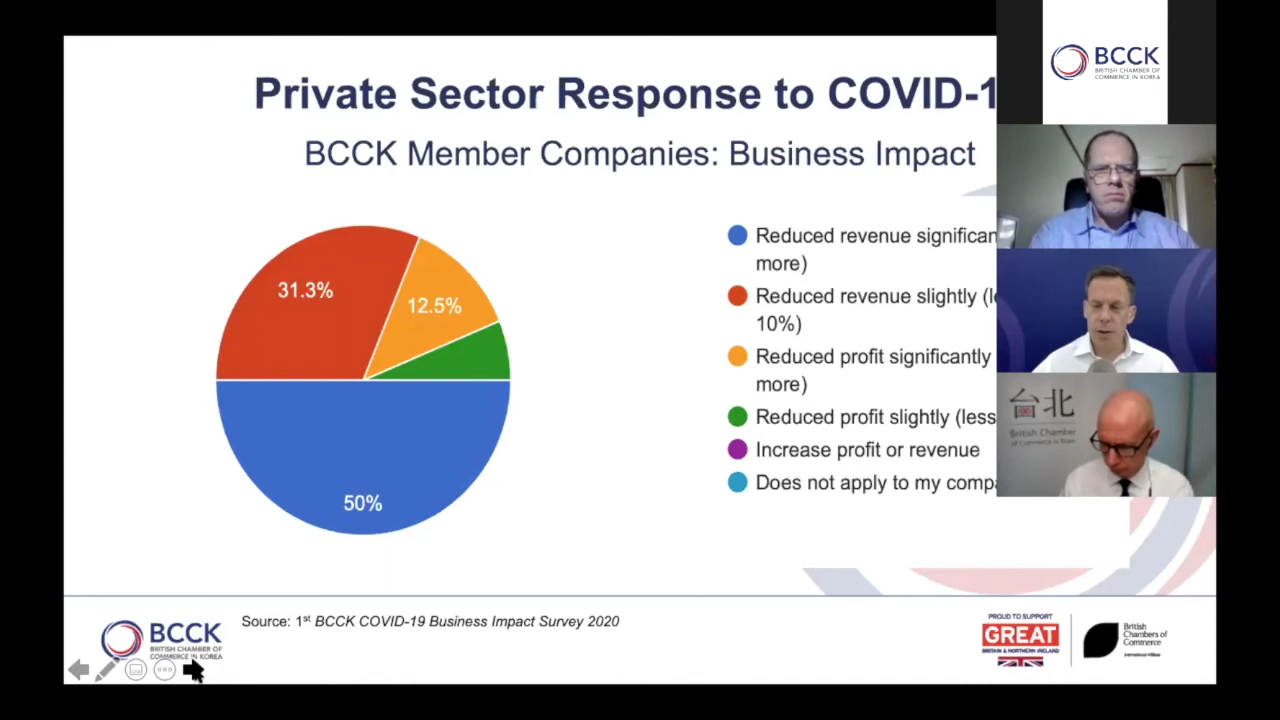 Private Sector Response to COVID-1
BCCK Member Companies: Business Impact
BCCK
BRITISH CHAMBER OF
COMMERCE IN KOREA
31.3%
12.5%
50%
Reduced revenue significan
more)
Reduced revenue slightly (l
10%)
Reduced profit significantly
more)
Reduced profit slightly (less
Increase profit or revenue
Does not apply to my comp
台北
British Chamber
of Commerce in Taipei
BCCK
BRITISH CHAMBER OF
COMMERCE IN KOREA
Source: 1st BCCK COVID-19 Business Impact Survey 2020
PROUD TO SUPPORT
GREAT
BRITAIN & NORTHERN IRELAND
British
Chambers of
Commerce